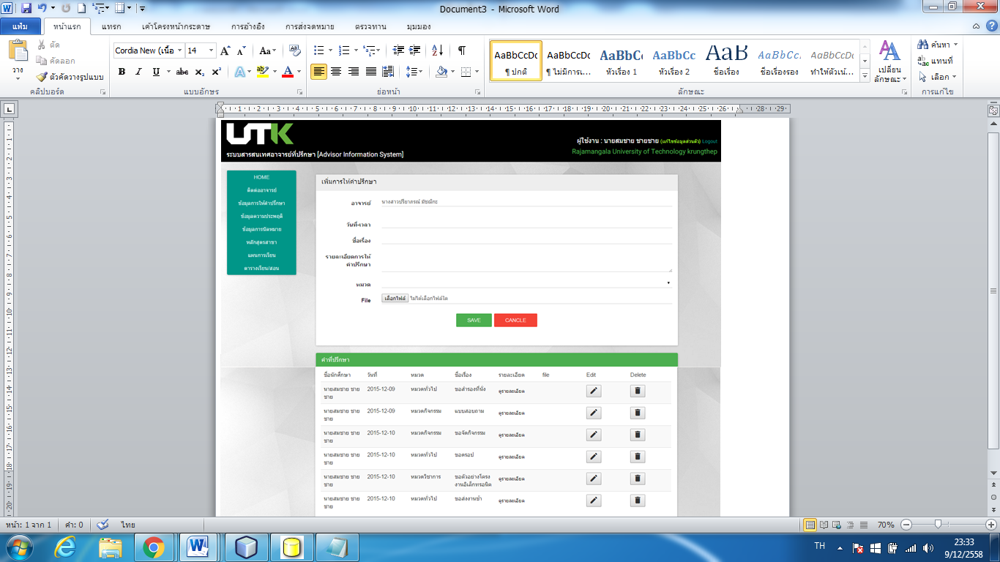 Document3 - Microsoft Word
แฟ้ม หน้าแรก แทรก เค้าโครงหน้ากระดาษ การอ้างอิง การส่งจดหมาย ตรวจทาน มุมมอง
วาง
ตัด
คัดลอก
ตัวคัดวางรูปแบบ
คลิปบอร์ด
Cordia New (เนื้อ 14
แบบอักษร
ย่อหน้า
AaBbCcDc AaBbCcDc AaBbC AaBbCc AaB AaBbCc AaBbCcDc
¶ ปกติ ¶ ไม่มีการเ... หัวเรื่อง 1 หัวเรื่อง 2 ชื่อเรื่อง ชื่อเรื่องรอง ทำให้ตัวเน้...
ลักษณะ
เปลี่ยน
ลักษณะ
ค้นหา
แทนที่
เลือก
การแก้ไข
UTK
ระบบสารสนเทศอาจารย์ที่ปรึกษา [Advisor Information System]
ผู้ใช้งาน : นายสมชาย ชายชาย (แก้ไขข้อมูลส่วนตัว) Logout
Rajamangala University of Technology krungthep
HOME
ติดต่ออาจารย์
ข้อมูลการให้คำปรึกษา
ข้อมูลความประพฤติ
ข้อมูลการนัดหมาย
หลักสูตรสาขา
แผนการเรียน
ตารางเรียน/สอน
เพิ่มการให้คำปรึกษา
อาจารย์ นางสาวปรียาภรณ์ มิชณีกะ
วันที่-เวลา
ชื่อเรื่อง
รายละเอียดการให้
คำปรึกษา
หมวด
File เลือกไฟล์ ไม่ได้เลือกไฟล์ใด
SAVE CANCLE
คำที่ปรึกษา
ชื่อนักศึกษา วันที่ หมวด ชื่อเรื่อง รายละเอียด file Edit Delete
นายสมชาย ชาย 2015-12-09 หมวดทั่วไป ขอสำรองที่นั่ง ดูรายละเอียด
ชาย
นายสมชาย ชาย 2015-12-09 หมวดกิจกรรม แบบสอบถาม ดูรายละเอียด
ชาย
นายสมชาย ชาย 2015-12-10 หมวดกิจกรรม ขอจัดกิจกรรม ดูรายละเอียด
ชาย
นายสมชาย ชาย 2015-12-10 หมวดทั่วไป ขอดรอป ดูรายละเอียด
ชาย
นายสมชาย ชาย 2015-12-10 หมวดวิชาการ ขอตัวอย่างโครง ดูรายละเอียด
ชาย งานอิเล็กทรอนิค
นายสมชาย ชาย 2015-12-10 หมวดทั่วไป ขอส่งงานช้า ดูรายละเอียด
ชาย
หน้า: 1 จาก 1 คำ: 0 ไทย 70%
TH 23:33
9/12/2558